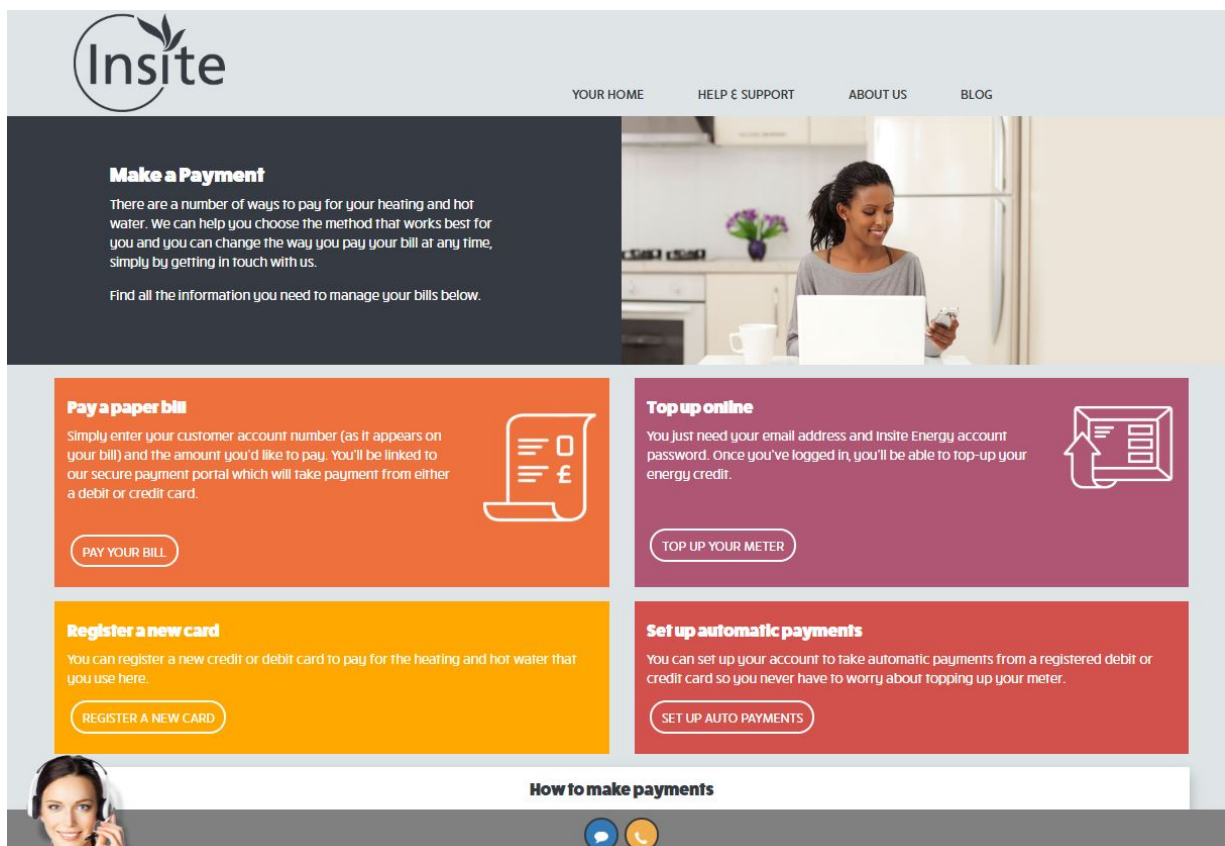 Insite
YOUR HOME HELP & SUPPORT ABOUT US BLOG
Make a Payment
There are a number of ways to pay for your heating and hot
water. We can help you choose the method that works best for
you and you can change the way you pay your bill at any time,
simply by getting in touch with us.
Find all the information you need to manage your bills below.
Pay a paper bill
Simply enter your customer account number (as it appears on
your bill) and the amount you'd like to pay. You'll be linked to
our secure payment portal which will take payment from either
a debit or credit card.
£
PAY YOUR BILL
Top up online
You just need your email address and Insite Energy account
password. Once you've logged in, you'll be able to top-up your
energy credit.
TOP UP YOUR METER
Register a new card
You can register a new credit or debit card to pay for the heating and hot water that
you use here.
REGISTER A NEW CARD
Set up automatic payments
You can set up your account to take automatic payments from a registered debit or
credit card so you never have to worry about topping up your meter.
SET UP AUTO PAYMENTS
How to make payments